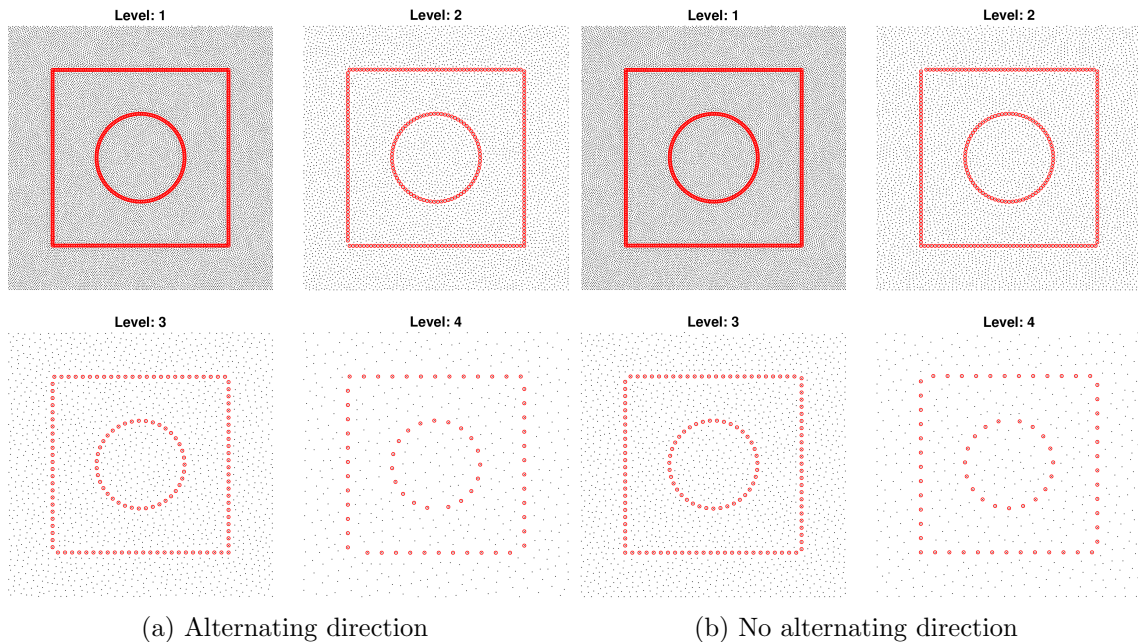 Level: 1
Level: 2
Level: 1
Level: 2
Level: 3
Level: 4
Level: 3
Level: 4
(a) Alternating direction
(b) No alternating direction